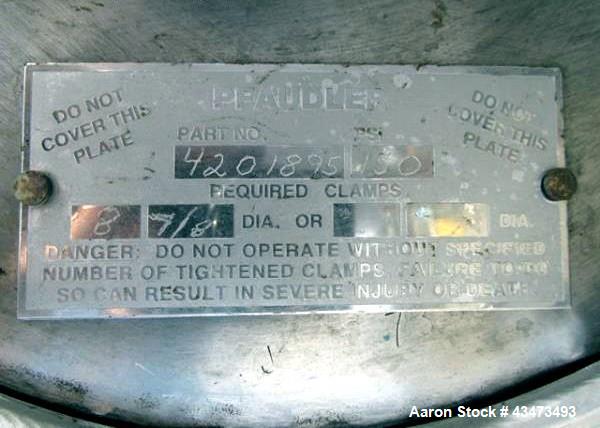 PFAUDLER
DO NOT
COVER THIS
PLATE
DO NOT
COVER THIS
PLATE
PART NO. PSI
4201895 150
REQUIRED CLAMPS
8 7/8 DIA. OR DIA.
DANGER: DO NOT OPERATE WITHOUT SPECIFIED
NUMBER OF TIGHTENED CLAMPS. FAILURE TO DO
SO CAN RESULT IN SEVERE INJURY OR DEATH
Aaron Stock # 43473493